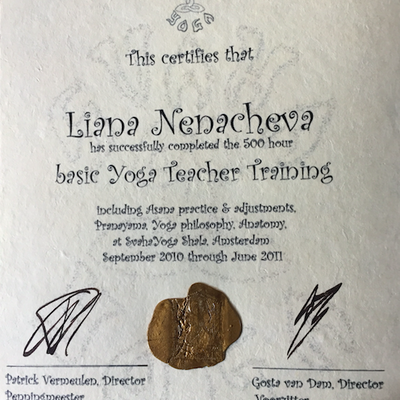 YOGA
This certifies that
Liana Nenacheva
has successfully completed the 500 hour
basic Yoga Teacher Training
including Asana practice & adjustments,
Pranayama, Yoga philosophy, Anatomy,
at SvahaYoga Shala, Amsterdam
September 2010 through June 2011
Patrick Vermeulen, Director
Penningmeester
Gosta van Dam, Director
Voorzitter